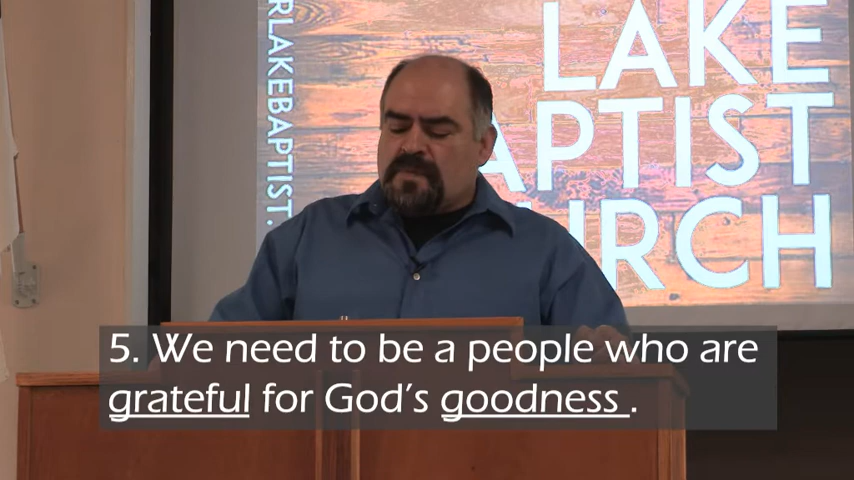 LAKE
APTIST
URCH
RLAKEBAPTIST.
5. We need to be a people who are
grateful for God's goodness .